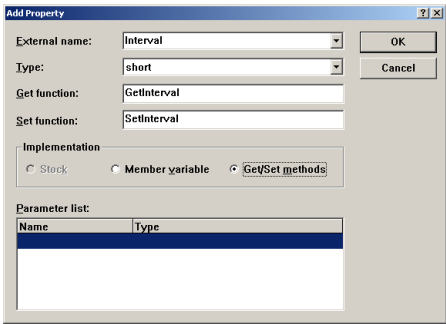 Add Property
External name: Interval OK
Type: short Cancel
Get function: GetInterval
Set function: SetInterval
Implementation
Stock Member variable Get/Set methods
Parameter list:
Name Type